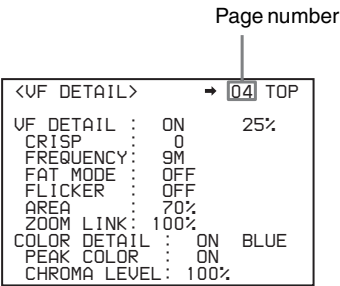 Page number
<VF DETAIL> → 04 TOP
VF DETAIL : ON 25%
CRISP : 0
FREQUENCY: 9M
FAT MODE : OFF
FLICKER : OFF
AREA : 70%
ZOOM LINK: 100%
COLOR DETAIL : ON BLUE
PEAK COLOR : ON
CHROMA LEVEL: 100%